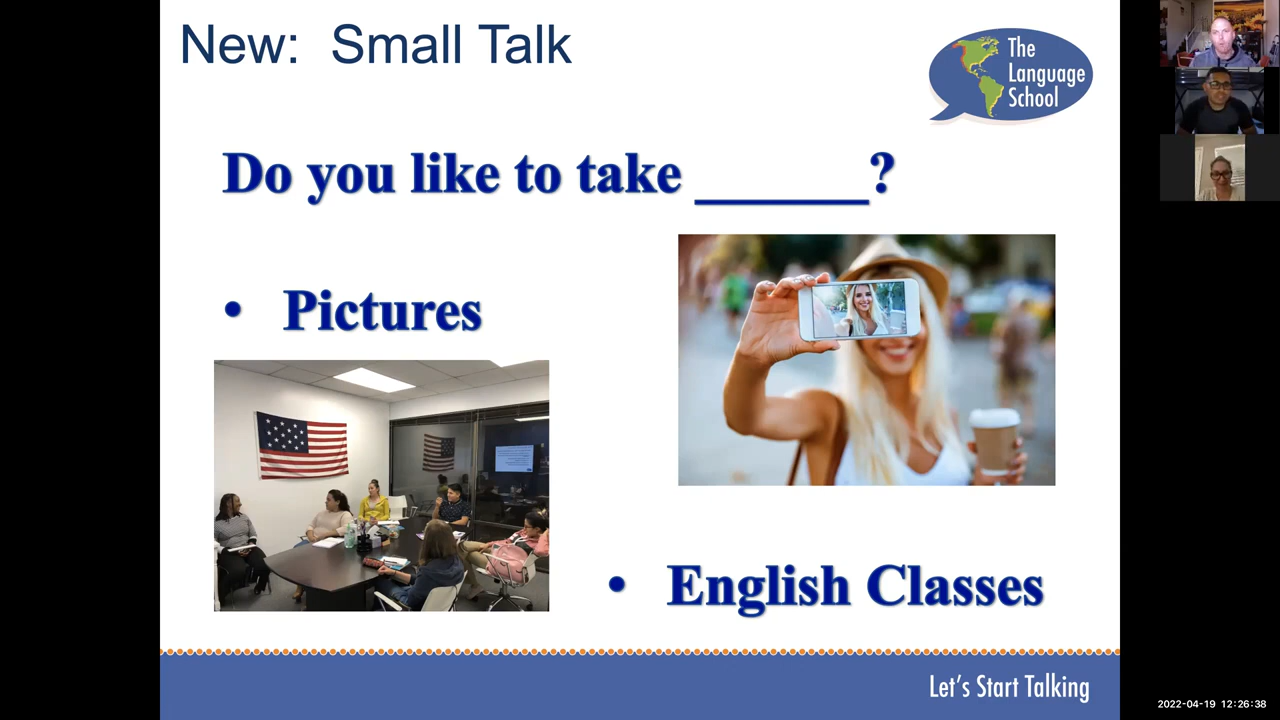 New: Small Talk
The
Language
School
Do you like to take ______?
• Pictures
• English Classes
Let's Start Talking
2022-04-19 12:26:38